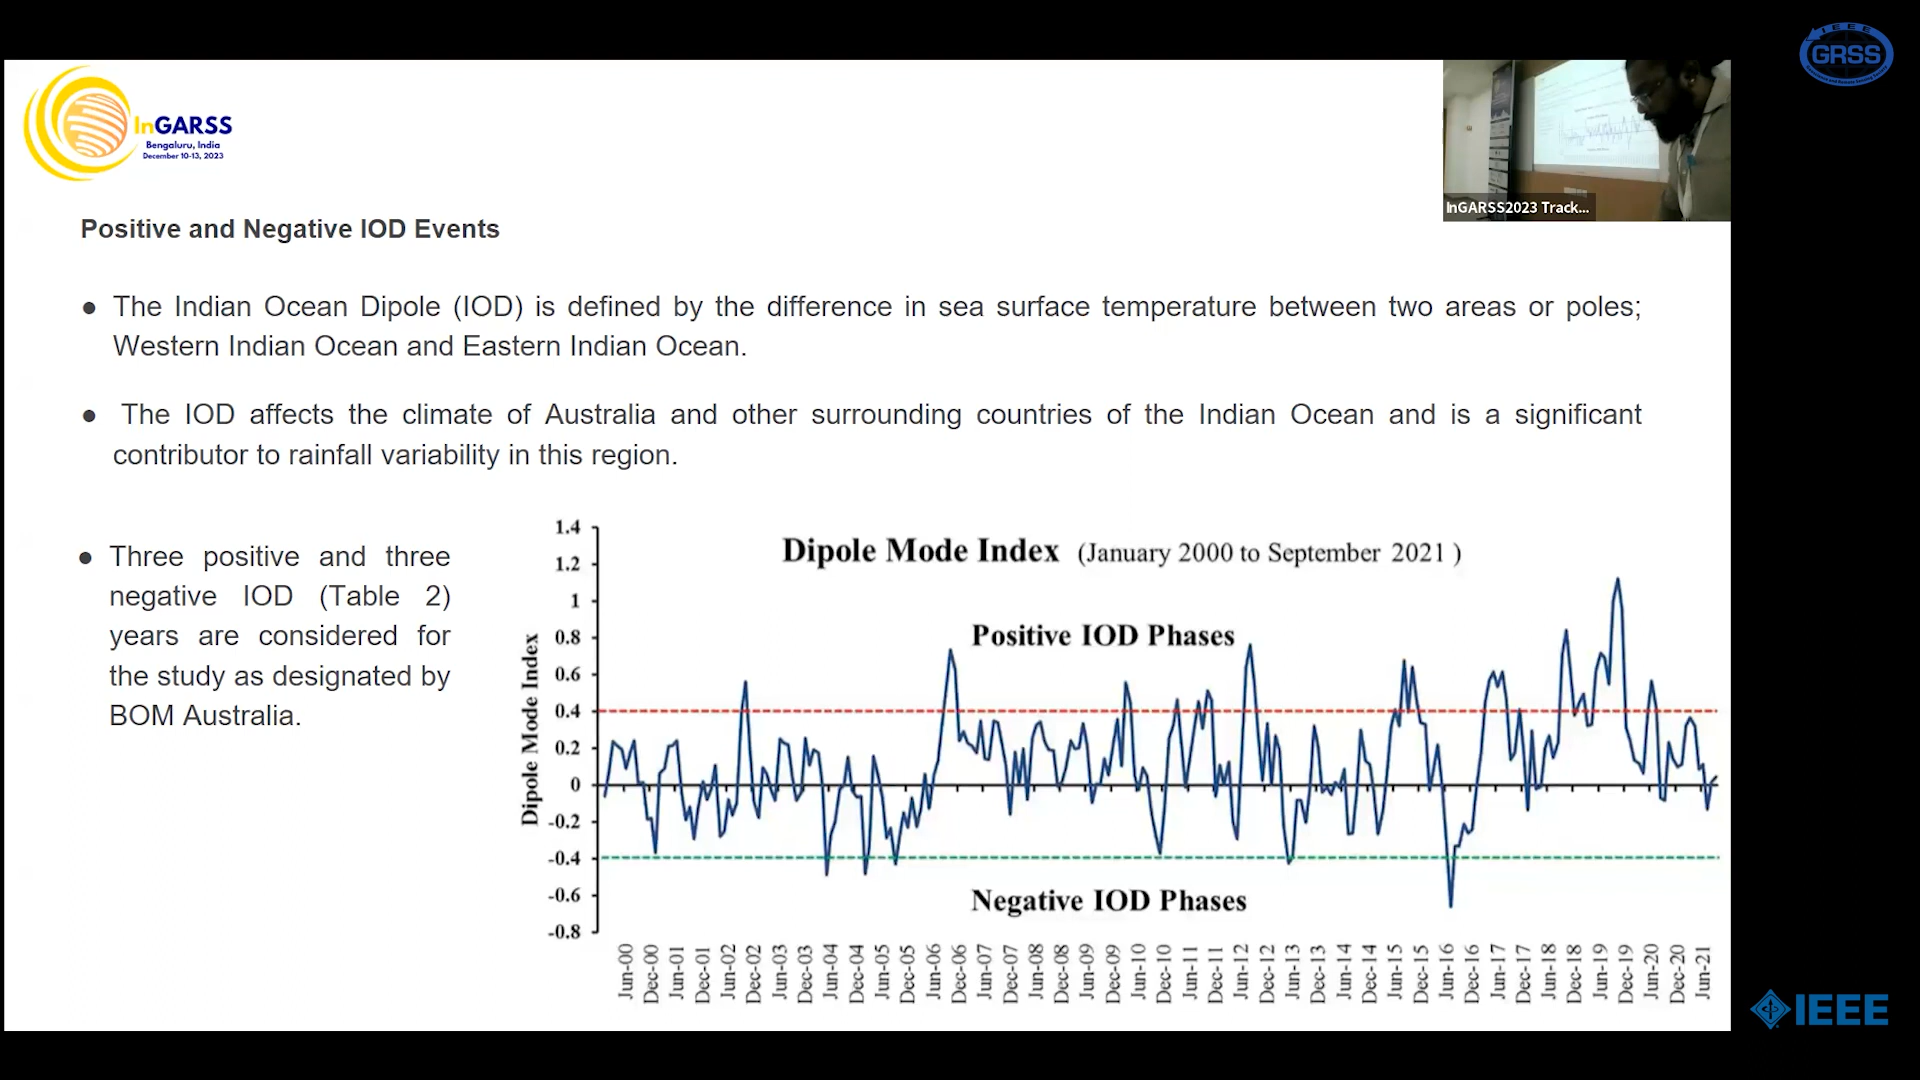 IEEE
GRSS
InGARSS
Bengaluru, India
December 10-13, 2023
InGARSS2023 Track...
Positive and Negative IOD Events
● The Indian Ocean Dipole (IOD) is defined by the difference in sea surface temperature between two areas or poles;
Western Indian Ocean and Eastern Indian Ocean.
● The IOD affects the climate of Australia and other surrounding countries of the Indian Ocean and is a significant
contributor to rainfall variability in this region.
● Three positive and three
negative IOD (Table 2)
years are considered for
the study as designated by
BOM Australia.
Dipole Mode Index (January 2000 to September 2021 )
Positive IOD Phases
Negative IOD Phases
Dipole Mode Index
1.4
1.2
1
0.8
0.6
0.4
0.2
0
-0.2
-0.4
-0.6
-0.8
Jun-00
Dec-00
Jun-01
Dec-01
Jun-02
Dec-02
Jun-03
Dec-03
Jun-04
Dec-04
Jun-05
Dec-05
Jun-06
Dec-06
Jun-07
Dec-07
Jun-08
Dec-08
Jun-09
Dec-09
Jun-10
Dec-10
Jun-11
Dec-11
Jun-12
Dec-12
Jun-13
Dec-13
Jun-14
Dec-14
Jun-15
Dec-15
Jun-16
Dec-16
Jun-17
Dec-17
Jun-18
Dec-18
Jun-19
Dec-19
Jun-20
Dec-20
Jun-21
IEEE